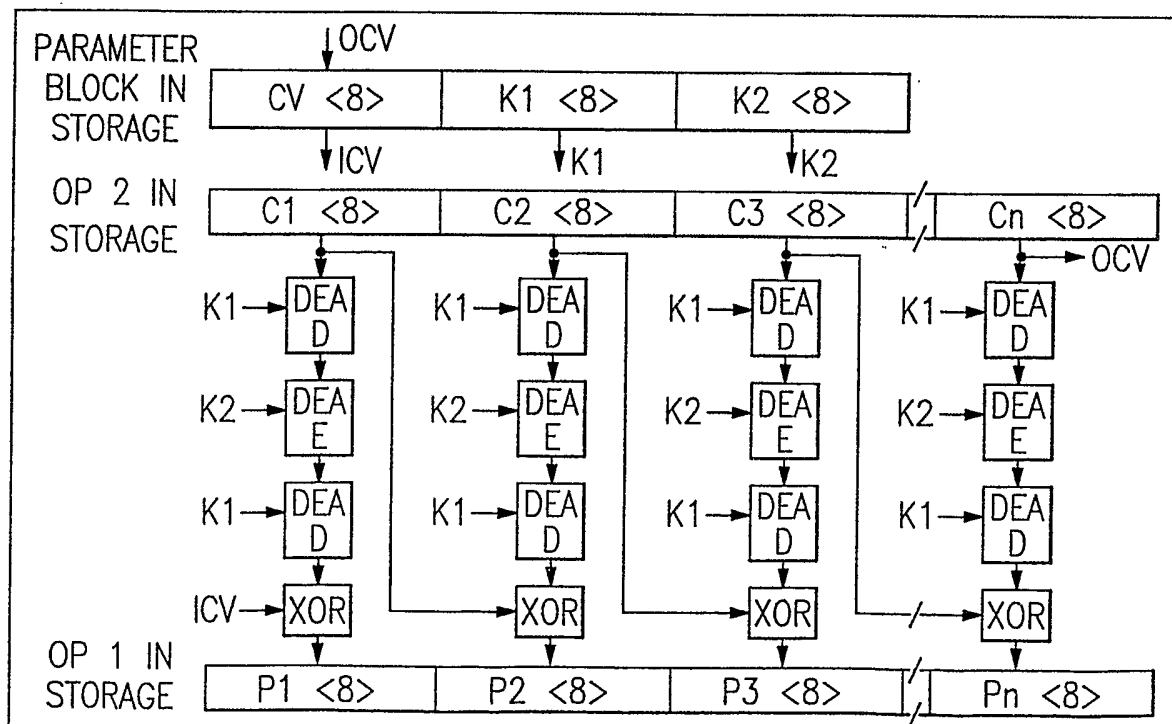 OCV
PARAMETER BLOCK IN STORAGE
CV <8> K1 <8> K2 <8>
ICV K1 K2
OP 2 IN STORAGE
C1 <8> C2 <8> C3 <8> Cn <8>
OCV
K1 DEA D K1 DEA D K1 DEA D K1 DEA D
K2 DEA E K2 DEA E K2 DEA E K2 DEA E
K1 DEA D K1 DEA D K1 DEA D K1 DEA D
ICV XOR XOR XOR XOR
OP 1 IN STORAGE
P1 <8> P2 <8> P3 <8> Pn <8>